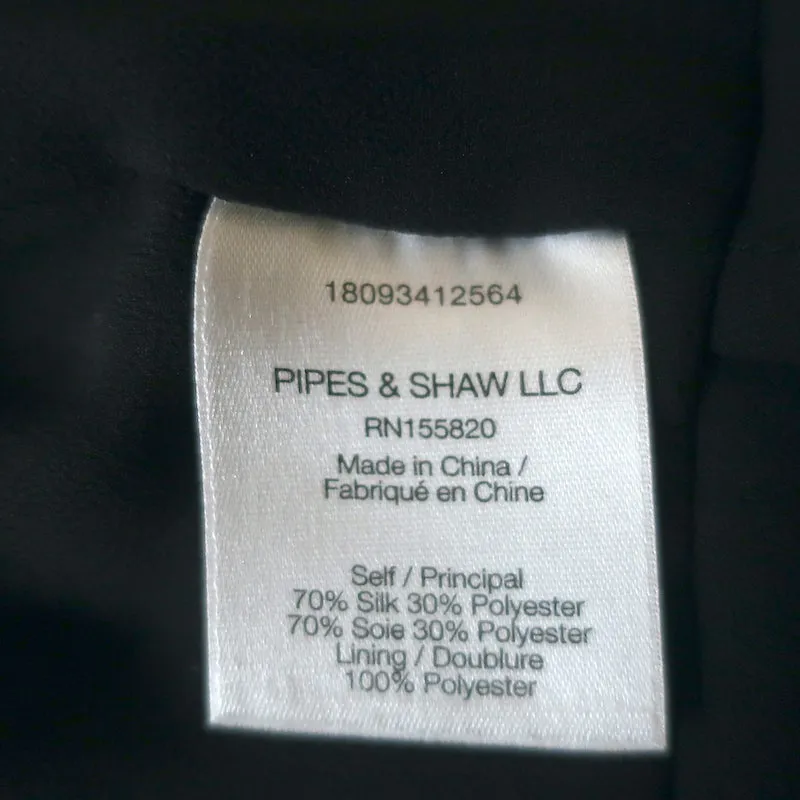 18093412564
PIPES & SHAW LLC
RN155820
Made in China /
Fabriqué en Chine
Self / Principal
70% Silk 30% Polyester
70% Soie 30% Polyester
Lining / Doublure
100% Polyester